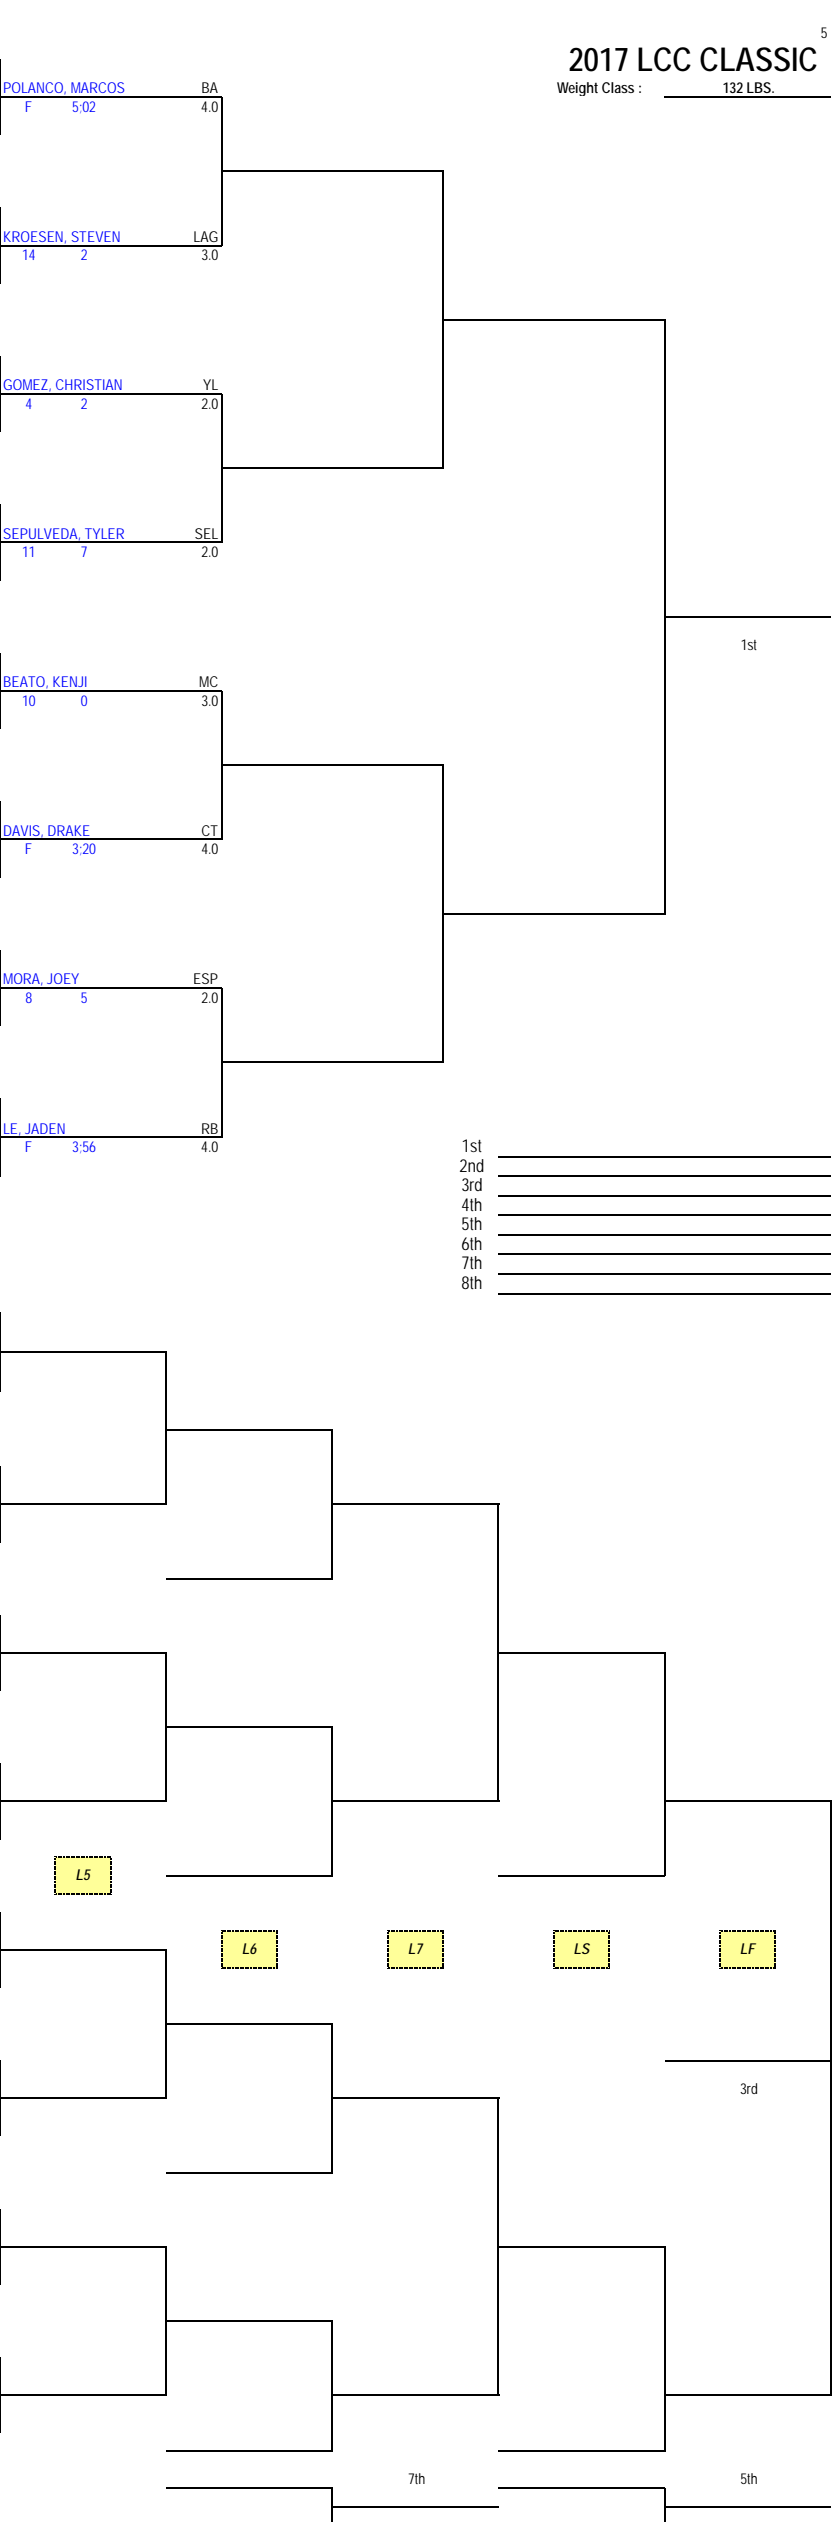 5
2017 LCC CLASSIC
Weight Class : 132 LBS.
POLANCO, MARCOS BA
F 5:02 4.0
KROESEN, STEVEN LAG
14 2 3.0
GOMEZ, CHRISTIAN YL
4 2 2.0
SEPULVEDA, TYLER SEL
11 7 2.0
1st
BEATO, KENJI MC
10 0 3.0
DAVIS, DRAKE CT
F 3:20 4.0
MORA, JOEY ESP
8 5 2.0
LE, JADEN RB
F 3:56 4.0
1st
2nd
3rd
4th
5th
6th
7th
8th
L5
L6 L7 LS LF
3rd
7th 5th